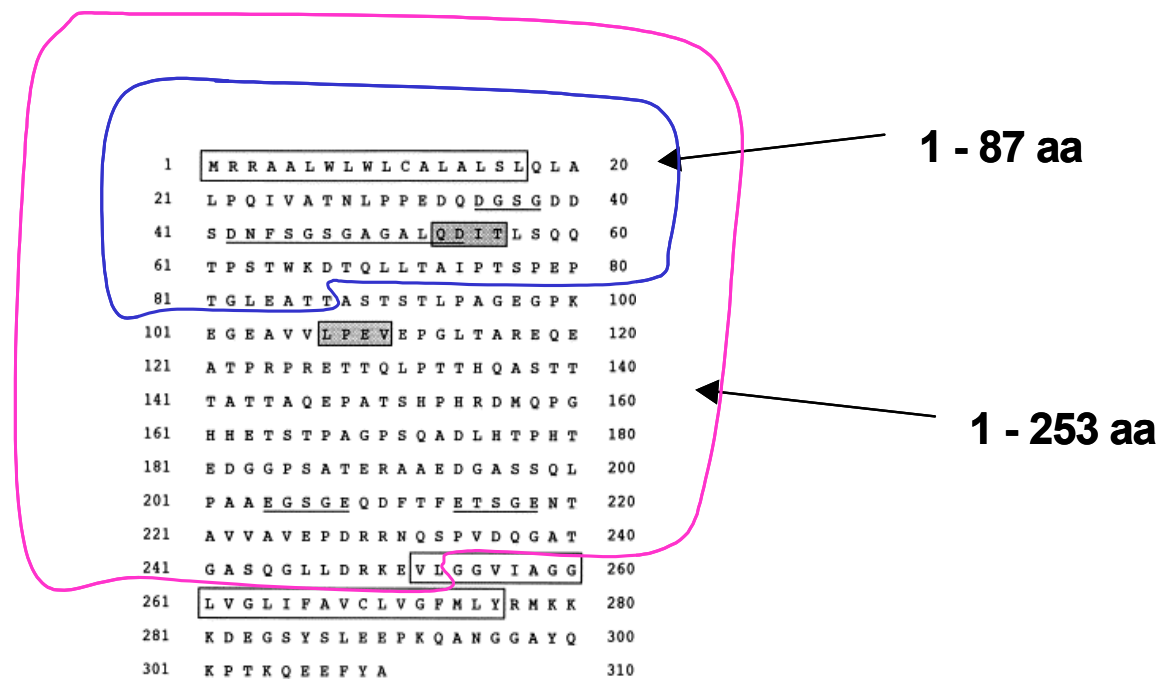 1 M R R A A L W L W L C A L A L S L Q L A 20
1 - 87 aa
21 L P Q I V A T N L P P E D Q D G S G D D 40
41 S D N F S G S G A G A L Q D I T L S Q Q 60
61 T P S T W K D T Q L L T A I P T S P E P 80
81 T G L E A T T A S T S T L P A G E G P K 100
101 E G E A V V L P E V E P G L T A R E Q E 120
121 A T P R P R E T T Q L P T T H Q A S T T 140
141 T A T T A Q E P A T S H P H R D M Q P G 160
1 - 253 aa
161 H H E T S T P A G P S Q A D L H T P H T 180
181 E D G G P S A T E R A A E D G A S S Q L 200
201 P A A E G S G E Q D F T F E T S G E N T 220
221 A V V A V E P D R R N Q S P V D Q G A T 240
241 G A S Q G L L D R K E V L G G V I A G G 260
261 L V G L I F A V C L V G F M L Y R M K K 280
281 K D E G S Y S L E E P K Q A N G G A Y Q 300
301 K P T K Q E E F Y A 310